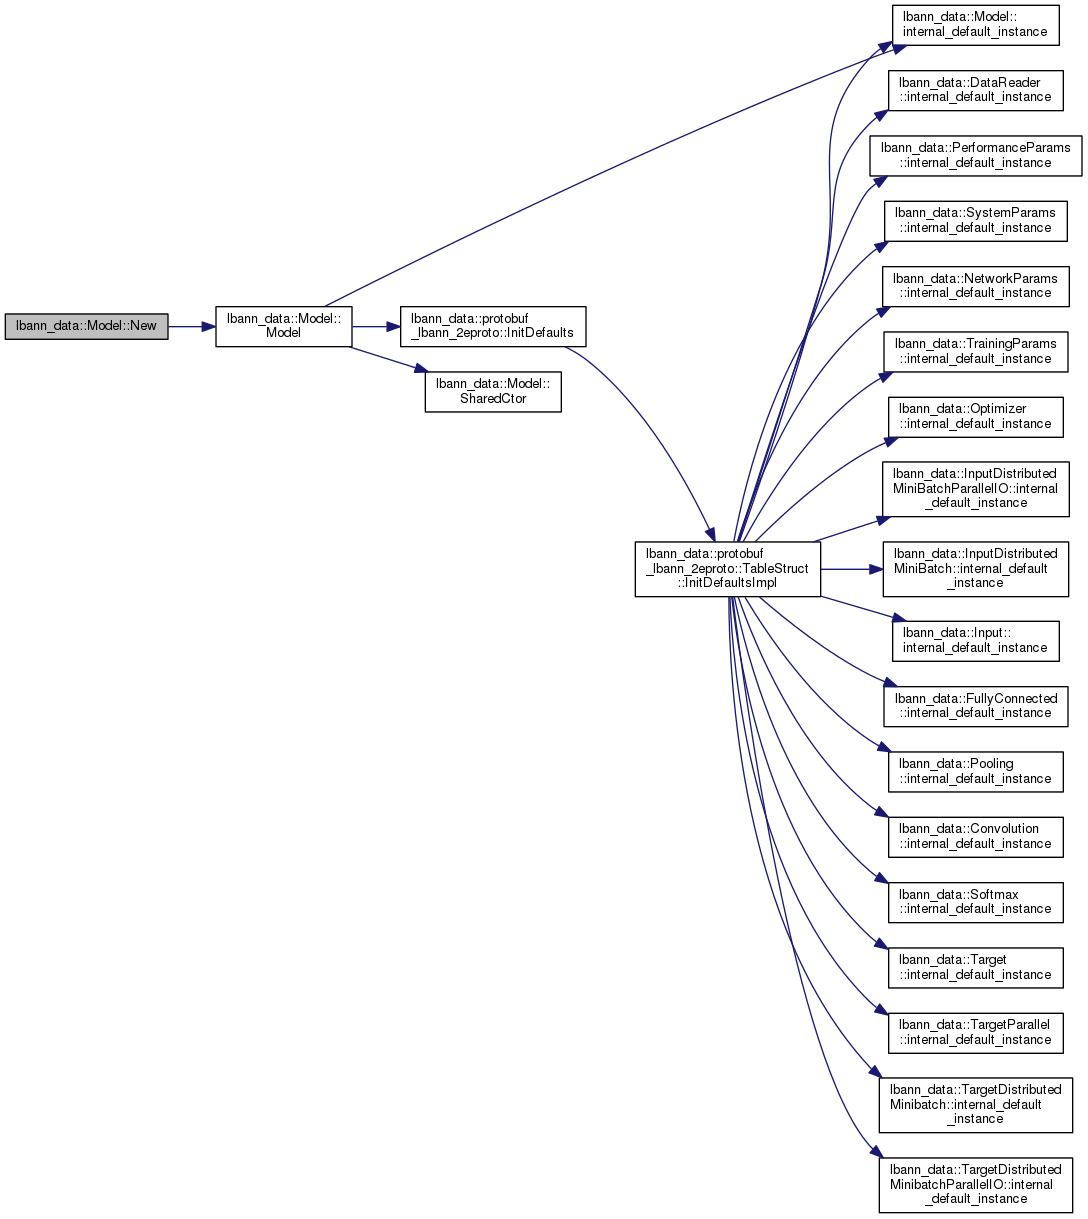 lbann_data::Model::New
lbann_data::Model::
Model
lbann_data::protobuf
_lbann_2eproto::InitDefaults
lbann_data::Model::
SharedCtor
lbann_data::protobuf
_lbann_2eproto::TableStruct
::InitDefaultsImpl
lbann_data::Model::
internal_default_instance
lbann_data::DataReader
::internal_default_instance
lbann_data::PerformanceParams
::internal_default_instance
lbann_data::SystemParams
::internal_default_instance
lbann_data::NetworkParams
::internal_default_instance
lbann_data::TrainingParams
::internal_default_instance
lbann_data::Optimizer
::internal_default_instance
lbann_data::InputDistributed
MiniBatchParallelIO::internal
_default_instance
lbann_data::InputDistributed
MiniBatch::internal_default
_instance
lbann_data::Input::
internal_default_instance
lbann_data::FullyConnected
::internal_default_instance
lbann_data::Pooling
::internal_default_instance
lbann_data::Convolution
::internal_default_instance
lbann_data::Softmax
::internal_default_instance
lbann_data::Target
::internal_default_instance
lbann_data::TargetParallel
::internal_default_instance
lbann_data::TargetDistributed
Minibatch::internal_default
_instance
lbann_data::TargetDistributed
MinibatchParallelIO::internal
_default_instance